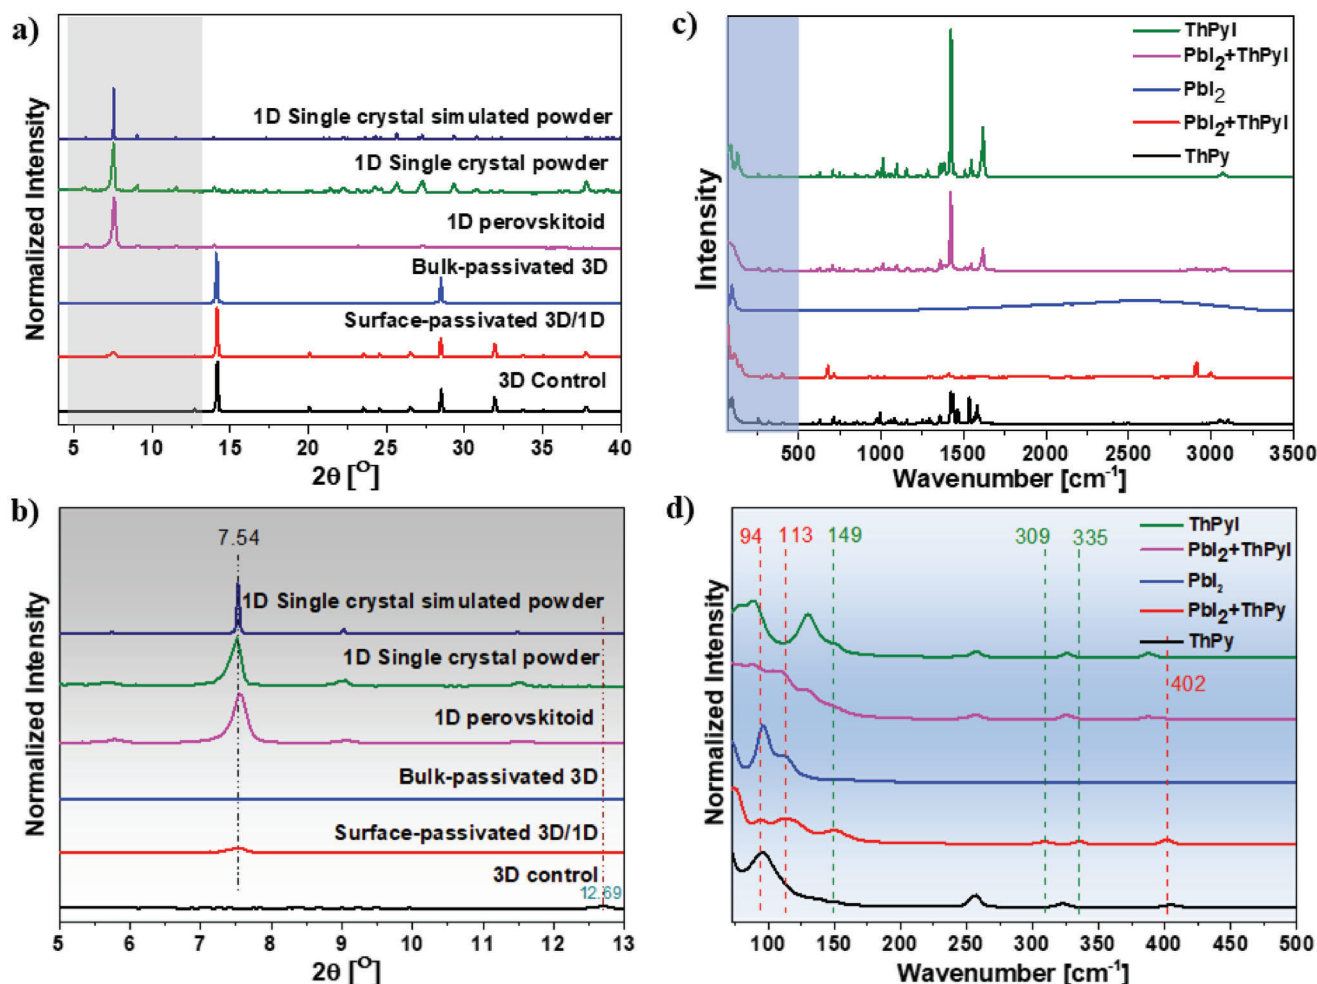 a)
Normalized Intensity
1D Single crystal simulated powder
1D Single crystal powder
1D perovskitoid
Bulk-passivated 3D
Surface-passivated 3D/1D
3D Control
5 10 15 20 25 30 35 40
2θ [O]
c)
Intensity
ThPyI
PbI2+ThPyI
PbI2
PbI2+ThPyI
ThPy
500 1000 1500 2000 2500 3000 3500
Wavenumber [cm-1]
b)
Normalized Intensity
7.54
1D Single crystal simulated powder
1D Single crystal powder
1D perovskitoid
Bulk-passivated 3D
Surface-passivated 3D/1D
3D control
12.69
5 6 7 8 9 10 11 12 13
2θ [O]
d)
Normalized Intensity
94 113 149 309 335
402
ThPyI
PbI2+ThPyI
PbI2
PbI2+ThPy
ThPy
100 150 200 250 300 350 400 450 500
Wavenumber [cm-1]